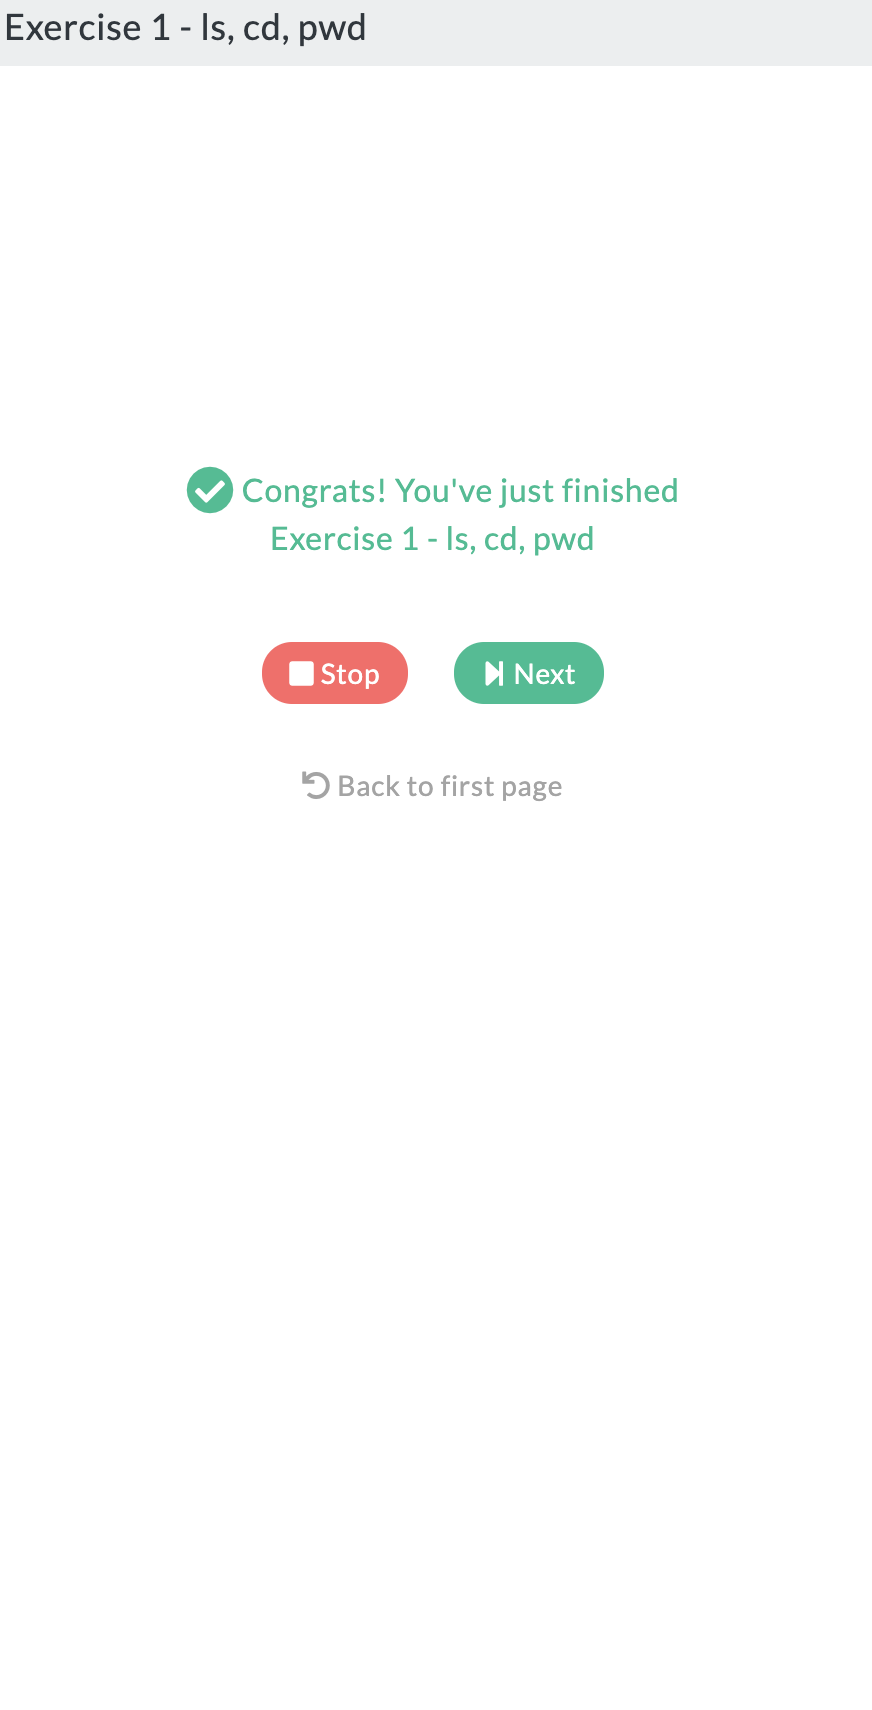 Exercise 1 - ls, cd, pwd
Congrats! You've just finished
Exercise 1 - ls, cd, pwd
Stop
Next
Back to first page